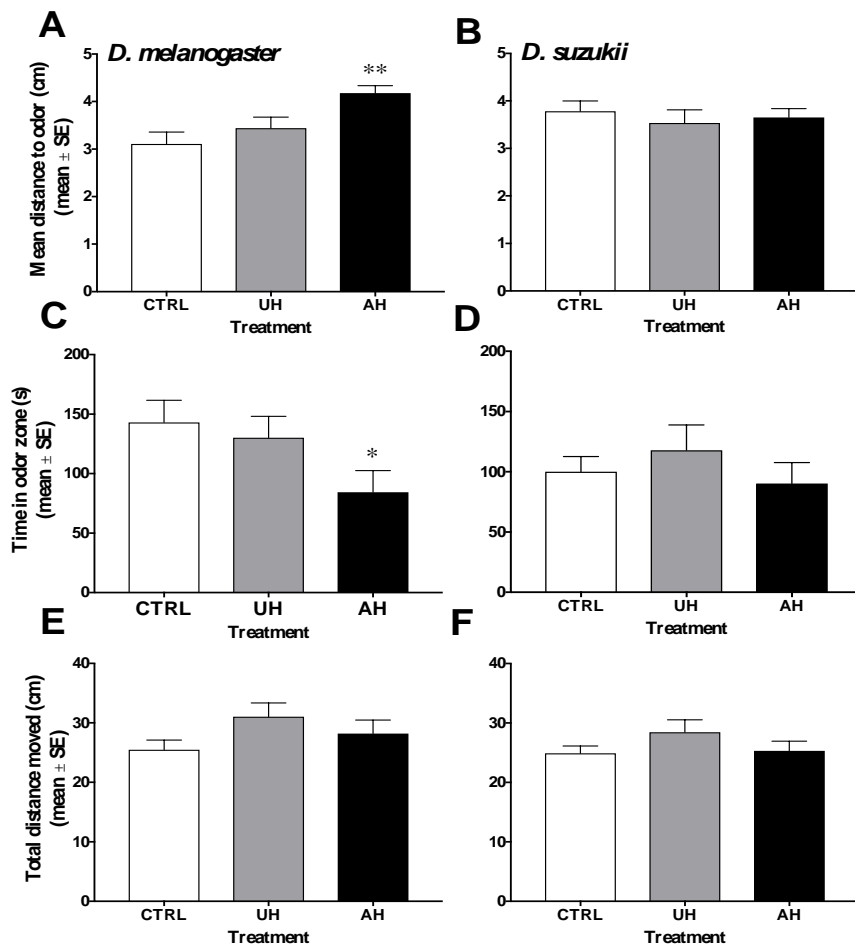 A
D. melanogaster
Mean distance to odor (cm)
(mean ± SE)
5
4
3
2
1
0
**
CTRL UH AH
Treatment
B
D. suzukii
5
4
3
2
1
0
CTRL UH AH
Treatment
C
Time in odor zone (s)
(mean ± SE)
200
150
100
50
0
*
CTRL UH AH
Treatment
D
200
150
100
50
0
CTRL UH AH
Treatment
E
Total distance moved (cm)
(mean ± SE)
40
30
20
10
0
CTRL UH AH
Treatment
F
40
30
20
10
0
CTRL UH AH
Treatment